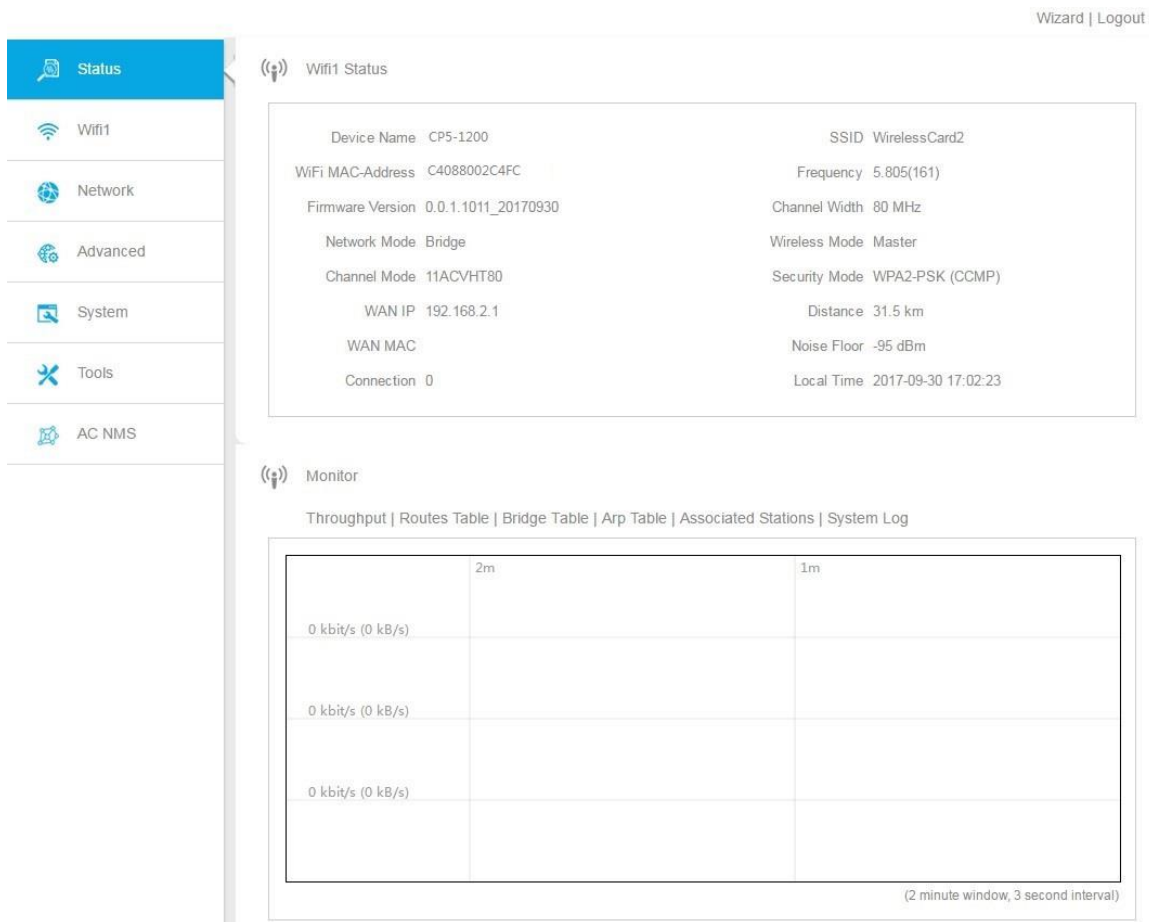 Wizard | Logout
Status
Wifi1
Network
Advanced
System
Tools
AC NMS
Wifi1 Status
Device Name CP5-1200
WiFi MAC-Address C4088002C4FC
Firmware Version 0.0.1.1011_20170930
Network Mode Bridge
Channel Mode 11ACVHT80
WAN IP 192.168.2.1
WAN MAC
Connection 0
SSID WirelessCard2
Frequency 5.805(161)
Channel Width 80 MHz
Wireless Mode Master
Security Mode WPA2-PSK (CCMP)
Distance 31.5 km
Noise Floor -95 dBm
Local Time 2017-09-30 17:02:23
Monitor
Throughput | Routes Table | Bridge Table | Arp Table | Associated Stations | System Log
2m 1m
0 kbit/s (0 kB/s)
0 kbit/s (0 kB/s)
0 kbit/s (0 kB/s)
(2 minute window, 3 second interval)